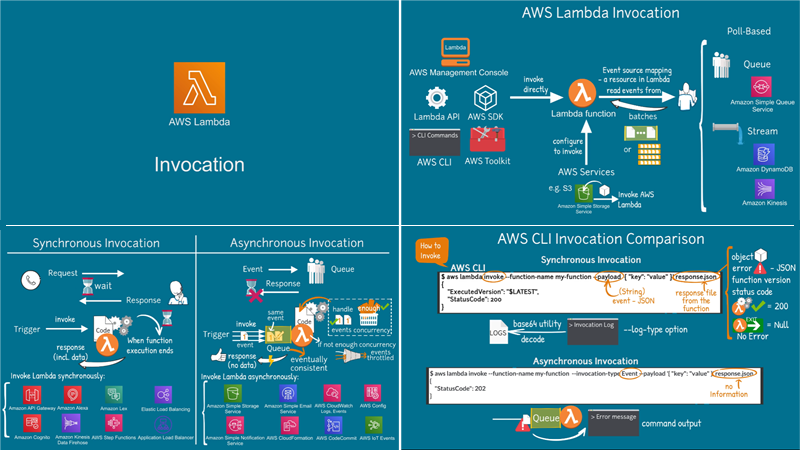 AWS Lambda
Invocation
AWS Lambda Invocation
Lambda
AWS Management Console
Lambda API
AWS SDK
> CLI Commands
AWS CLI
AWS Toolkit
invoke
directly
Lambda function
configure
to invoke
AWS Services
e.g. S3
Amazon Simple Storage
Service
Invoke AWS
Lambda
Event source mapping
– a resource in Lambda
read events from
batches
or
Poll-Based
Queue
Amazon Simple Queue
Service
Stream
Amazon DynamoDB
Amazon Kinesis
Synchronous Invocation
Request
wait
Response
Trigger
invoke
Code
response
(incl. data)
When function
execution ends
Invoke Lambda synchronously:
Amazon API Gateway
Amazon Alexa
Amazon Lex
Elastic Load Balancing
Amazon Cognito
Amazon Kinesis
Data Firehose
AWS Step Functions
Application Load Balancer
Asynchronous Invocation
Event
Queue
Response
same
event
Code
handle
enough
events concurrency
Trigger
invoke
event
Queue
if not enough concurrency
events
throttled
response
(no data)
eventually
consistent
Invoke Lambda asynchronously:
Amazon Simple Storage
Service
Amazon Simple Email
Service
AWS CloudWatch
Logs, Events
AWS Config
Amazon Simple Notification
Service
AWS CloudFormation
AWS CodeCommit
AWS IoT Events
AWS CLI Invocation Comparison
How to
Invoke
AWS CLI
Synchronous Invocation
$ aws lambda invoke --function-name my-function --payload '{ "key": "value" }' response.json
{
"ExecutedVersion": "$LATEST",
"StatusCode": 200
}
(String)
event - JSON
response file
from the
function
object
error – JSON
function version
status code
= 200
EXE
= Null
No Error
LOGS
base64 utility
decode
> Invocation Log
--log-type option
Asynchronous Invocation
$ aws lambda invoke --function-name my-function --invocation-type Event --payload '{ "key": "value" }' response.json
{
"StatusCode": 202
}
no
Information
Queue
> Error message
command output